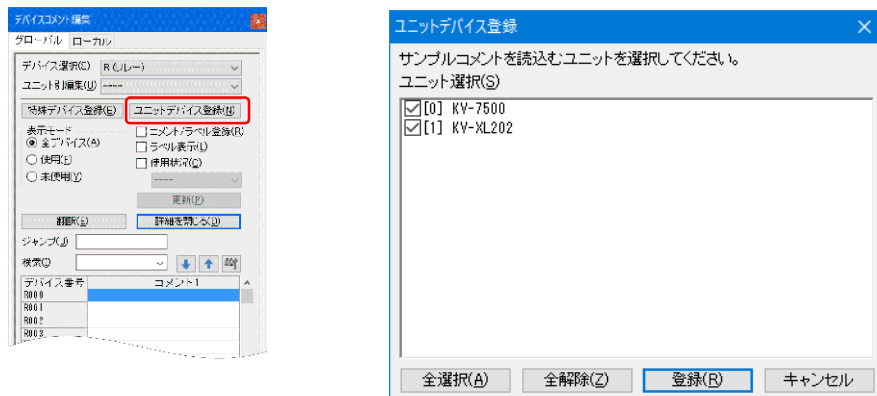 デバイスコメント編集
グローバル ローカル
デバイス選択(C) R (リレー)
ユニット別編集(U) ----
特殊デバイス登録(E) ユニットデバイス登録(N)
表示モード
全デバイス(A)
使用(F)
未使用(Y)
コメント/ラベル登録(R)
ラベル表示(L)
使用状況(C)
----
更新(P)
翻訳(S) 詳細を閉じる(D)
ジャンプ(J)
検索(I)
デバイス番号 コメント1
R000
R001
R002
R003
ユニットデバイス登録
サンプルコメントを読込むユニットを選択してください。
ユニット選択(S)
[0] KV-7500
[1] KV-XL202
全選択(A) 全解除(Z) 登録(R) キャンセル